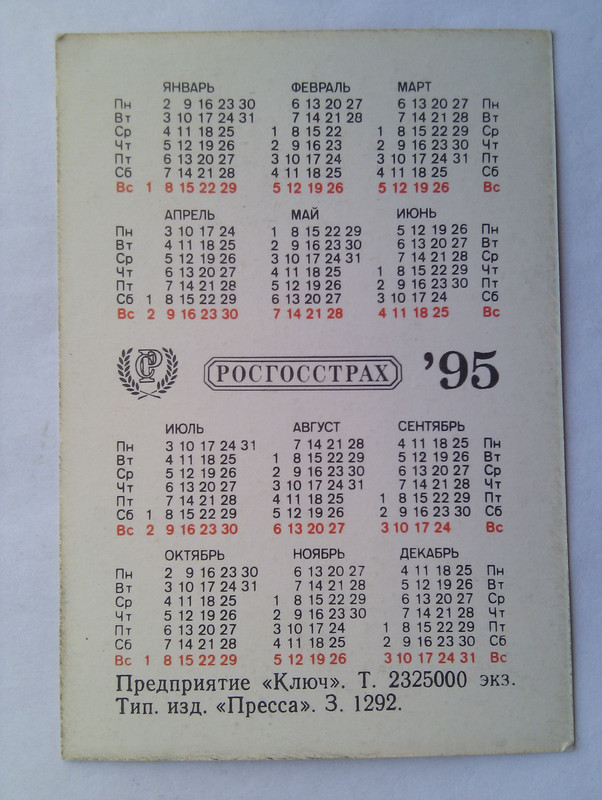 ЯНВАРЬ ФЕВРАЛЬ МАРТ
Пн 2 9 16 23 30 6 13 20 27 6 13 20 27 Пн
Вт 3 10 17 24 31 7 14 21 28 7 14 21 28 Вт
Ср 4 11 18 25 1 8 15 22 1 8 15 22 29 Ср
Чт 5 12 19 26 2 9 16 23 2 9 16 23 30 Чт
Пт 6 13 20 27 3 10 17 24 3 10 17 24 31 Пт
Сб 7 14 21 28 4 11 18 25 4 11 18 25 Сб
Вс 1 8 15 22 29 5 12 19 26 5 12 19 26 Вс
АПРЕЛЬ МАЙ ИЮНЬ
Пн 3 10 17 24 1 8 15 22 29 5 12 19 26 Пн
Вт 4 11 18 25 2 9 16 23 30 6 13 20 27 Вт
Ср 5 12 19 26 3 10 17 24 31 7 14 21 28 Ср
Чт 6 13 20 27 4 11 18 25 1 8 15 22 29 Чт
Пт 7 14 21 28 5 12 19 26 2 9 16 23 30 Пт
Сб 1 8 15 22 29 6 13 20 27 3 10 17 24 Сб
Вс 2 9 16 23 30 7 14 21 28 4 11 18 25 Вс
РС РОСГОССТРАХ '95
ИЮЛЬ АВГУСТ СЕНТЯБРЬ
Пн 3 10 17 24 31 7 14 21 28 4 11 18 25 Пн
Вт 4 11 18 25 1 8 15 22 29 5 12 19 26 Вт
Ср 5 12 19 26 2 9 16 23 30 6 13 20 27 Ср
Чт 6 13 20 27 3 10 17 24 31 7 14 21 28 Чт
Пт 7 14 21 28 4 11 18 25 1 8 15 22 29 Пт
Сб 1 8 15 22 29 5 12 19 26 2 9 16 23 30 Сб
Вс 2 9 16 23 30 6 13 20 27 3 10 17 24 Вс
ОКТЯБРЬ НОЯБРЬ ДЕКАБРЬ
Пн 2 9 16 23 30 6 13 20 27 4 11 18 25 Пн
Вт 3 10 17 24 31 7 14 21 28 5 12 19 26 Вт
Ср 4 11 18 25 1 8 15 22 29 6 13 20 27 Ср
Чт 5 12 19 26 2 9 16 23 30 7 14 21 28 Чт
Пт 6 13 20 27 3 10 17 24 1 8 15 22 29 Пт
Сб 7 14 21 28 4 11 18 25 2 9 16 23 30 Сб
Вс 1 8 15 22 29 5 12 19 26 3 10 17 24 31 Вс
Предприятие «Ключ». Т. 2325000 экз.
Тип. изд. «Пресса». З. 1292.